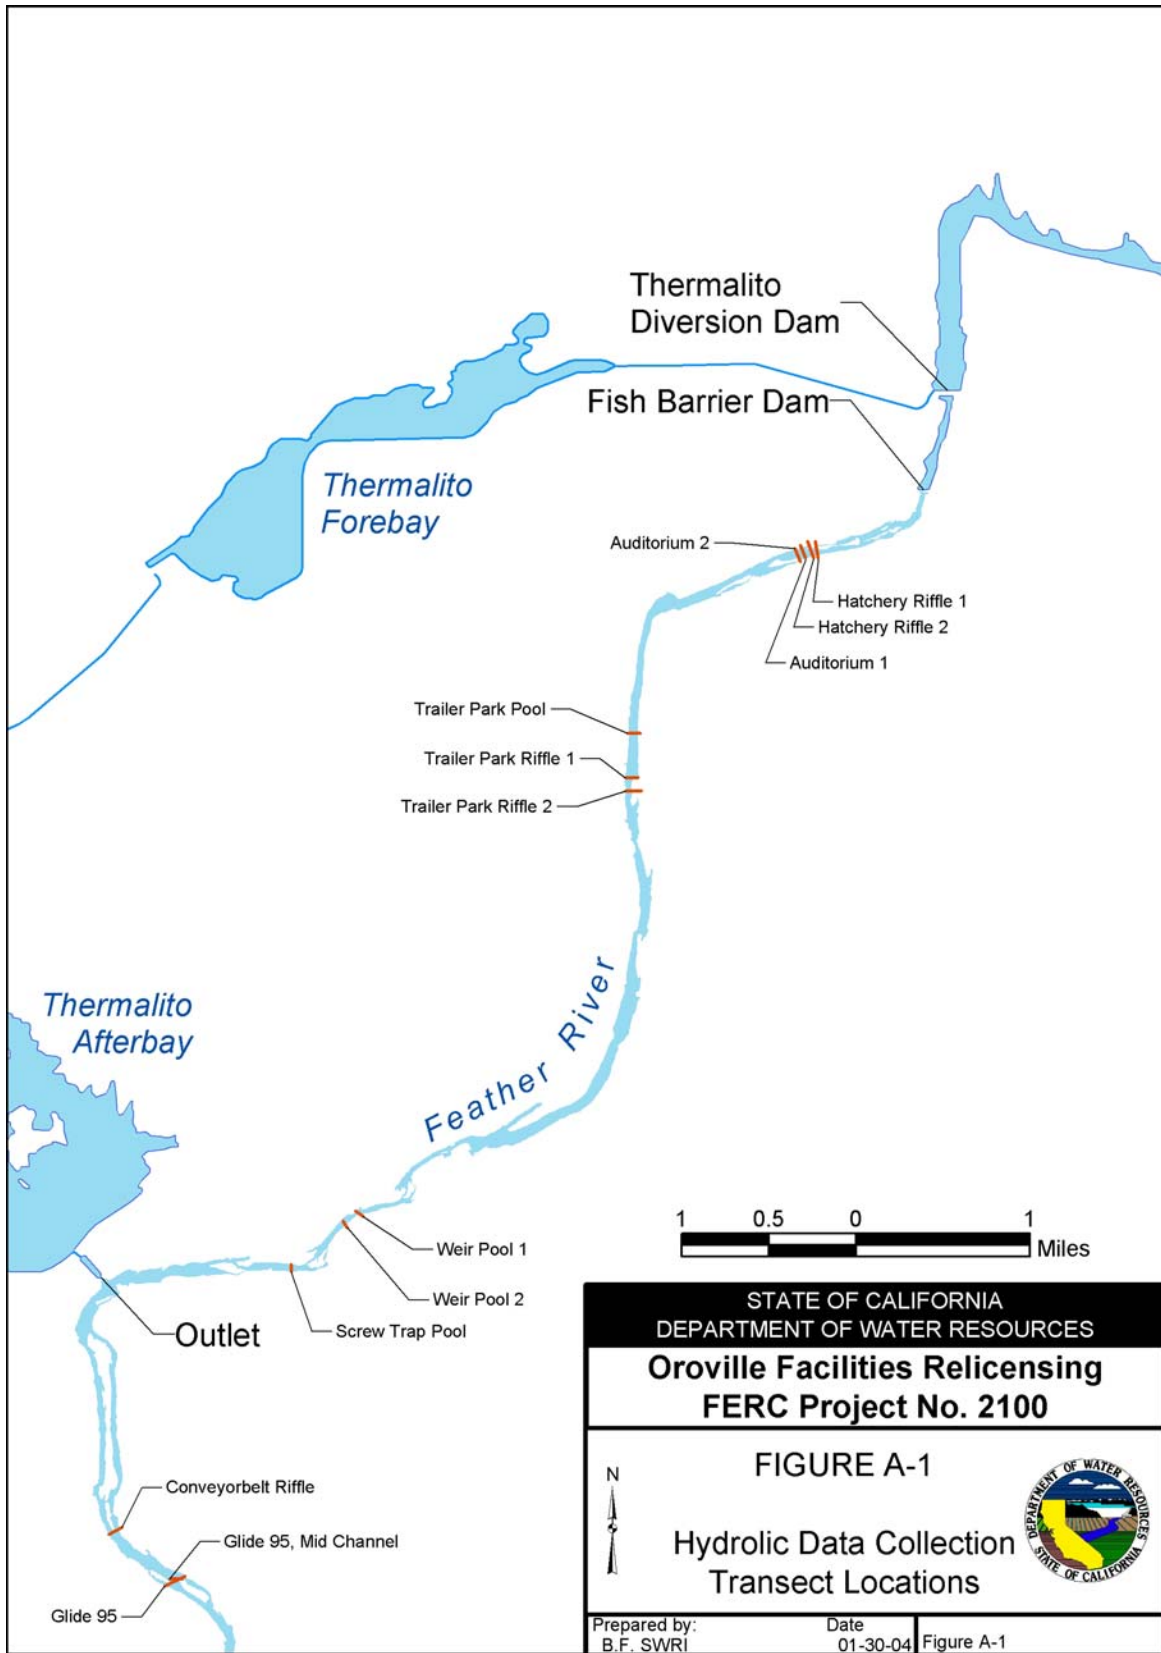 Thermalito
Diversion Dam
Fish Barrier Dam
Thermalito
Forebay
Auditorium 2
Hatchery Riffle 1
Hatchery Riffle 2
Auditorium 1
Trailer Park Pool
Trailer Park Riffle 1
Trailer Park Riffle 2
Feather River
Thermalito
Afterbay
Weir Pool 1
Weir Pool 2
Screw Trap Pool
Outlet
1 0.5 0 1
Miles
Conveyorbelt Riffle
Glide 95, Mid Channel
Glide 95
STATE OF CALIFORNIA
DEPARTMENT OF WATER RESOURCES
Oroville Facilities Relicensing
FERC Project No. 2100
N
FIGURE A-1
Hydrolic Data Collection
Transect Locations
DEPARTMENT OF WATER RESOURCES
STATE OF CALIFORNIA
Prepared by:
B.F. SWRI
Date
01-30-04
Figure A-1